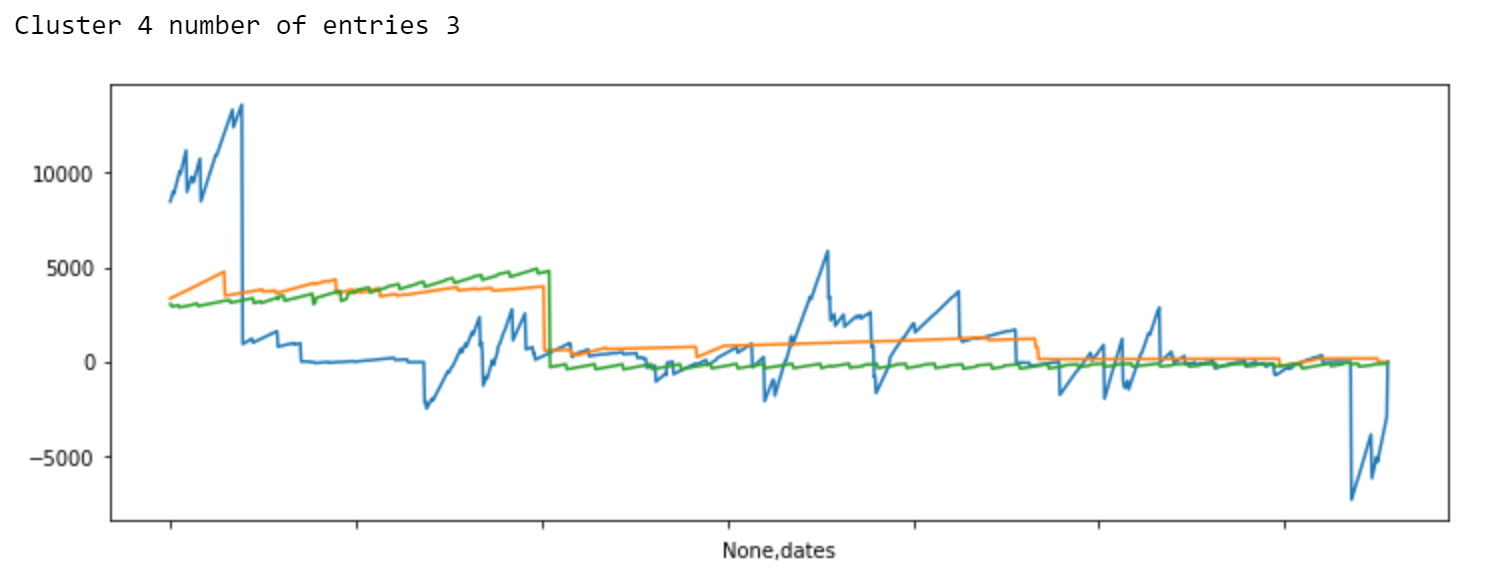 Cluster 4 number of entries 3
10000
5000
0
−5000
None,dates